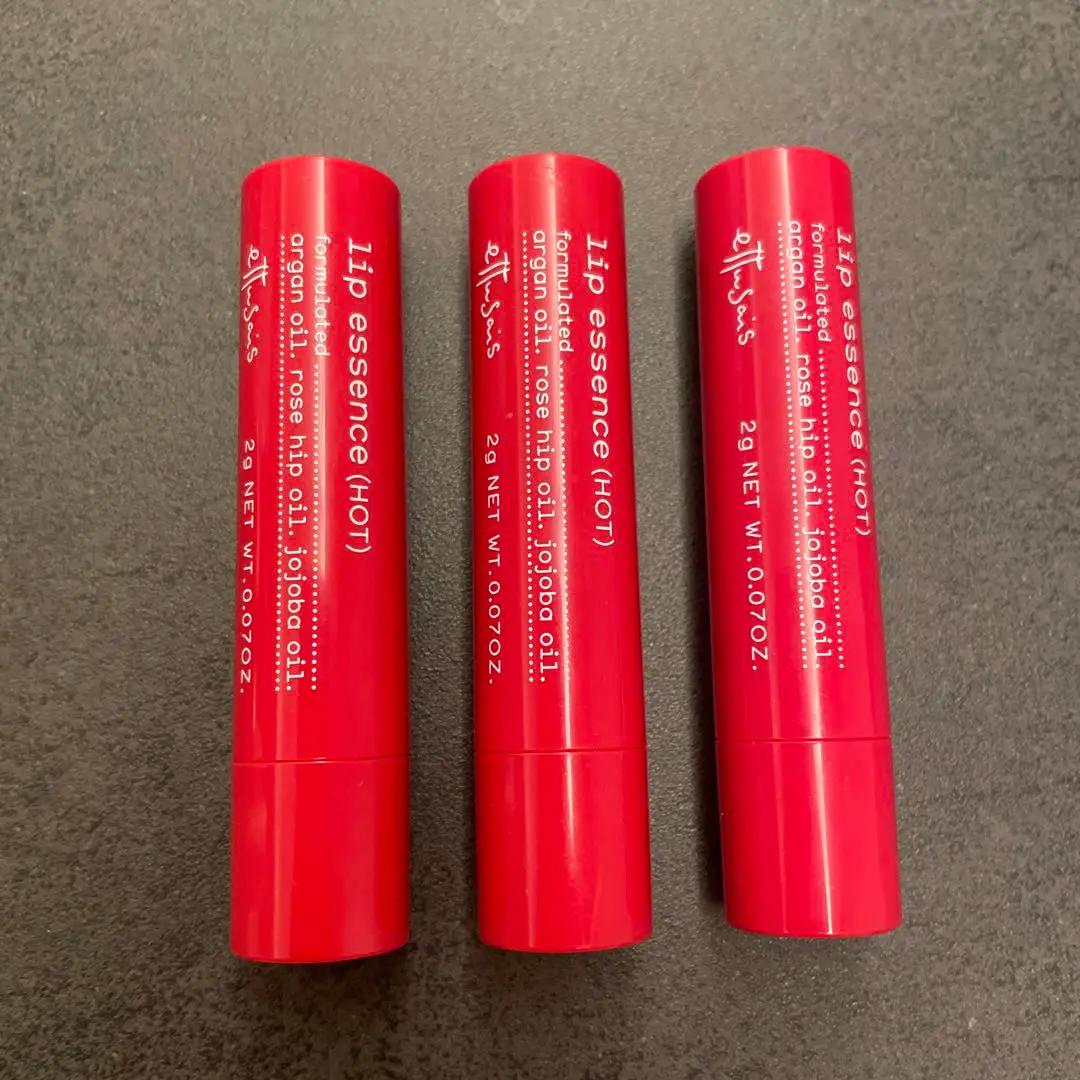 lip essence (HOT)
formulated
argan oil. rose hip oil. jojoba oil.
ettusais
2g NET WT.0.07OZ.
lip essence (HOT)
formulated
argan oil. rose hip oil. jojoba oil.
ettusais
2g NET WT.0.07OZ.
lip essence (HOT)
formulated
argan oil. rose hip oil. jojoba oil.
ettusais
2g NET WT.0.07OZ.